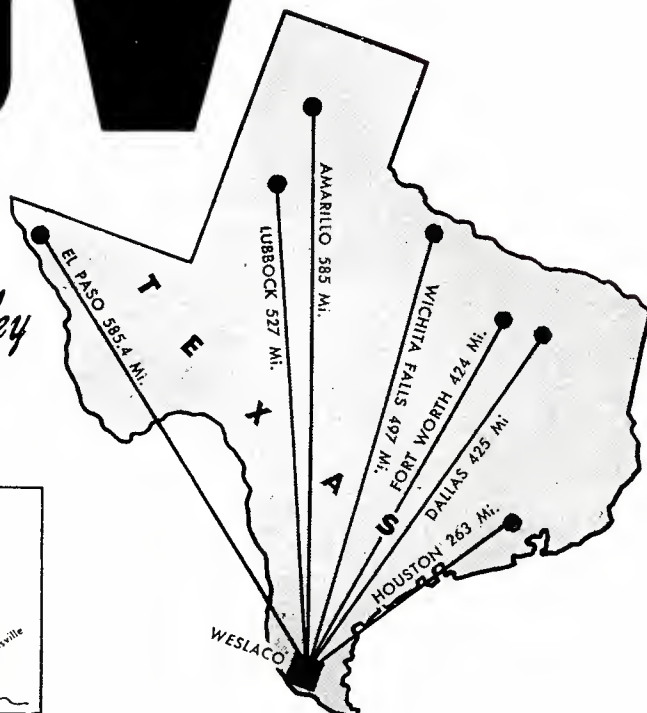 AMARILLO 585 Mi.
LUBBOCK 527 Mi.
EL PASO 585.4 Mi.
WICHITA FALLS 497 Mi.
FORT WORTH 424 Mi.
DALLAS 425 Mi
HOUSTON 263 Mi.
TEXAS
WESLACO